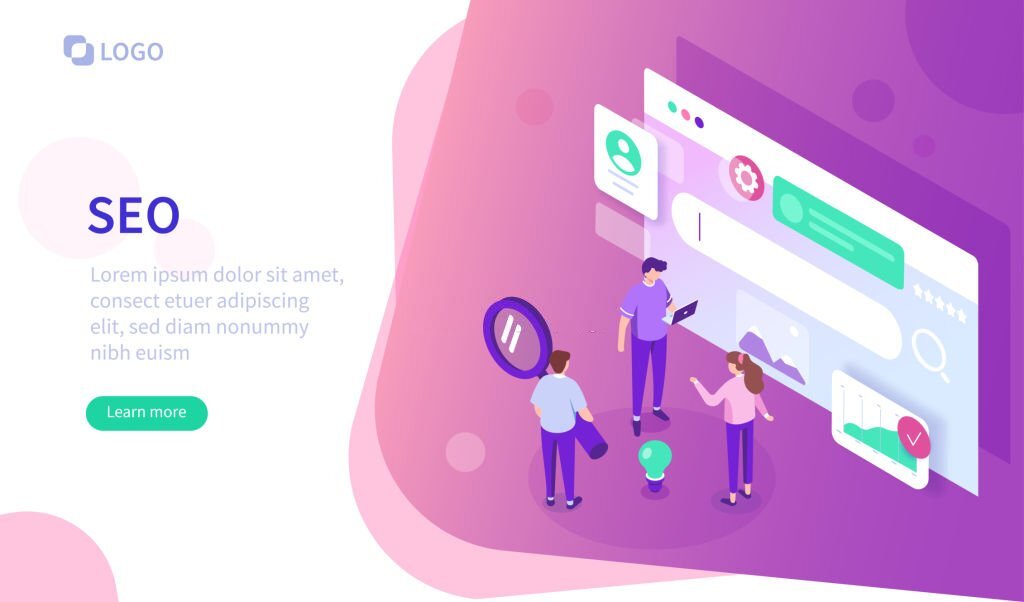 LOGO
SEO
Lorem ipsum dolor sit amet,
consect etuer adipiscing
elit, sed diam nonummy
nibh euism
Learn more